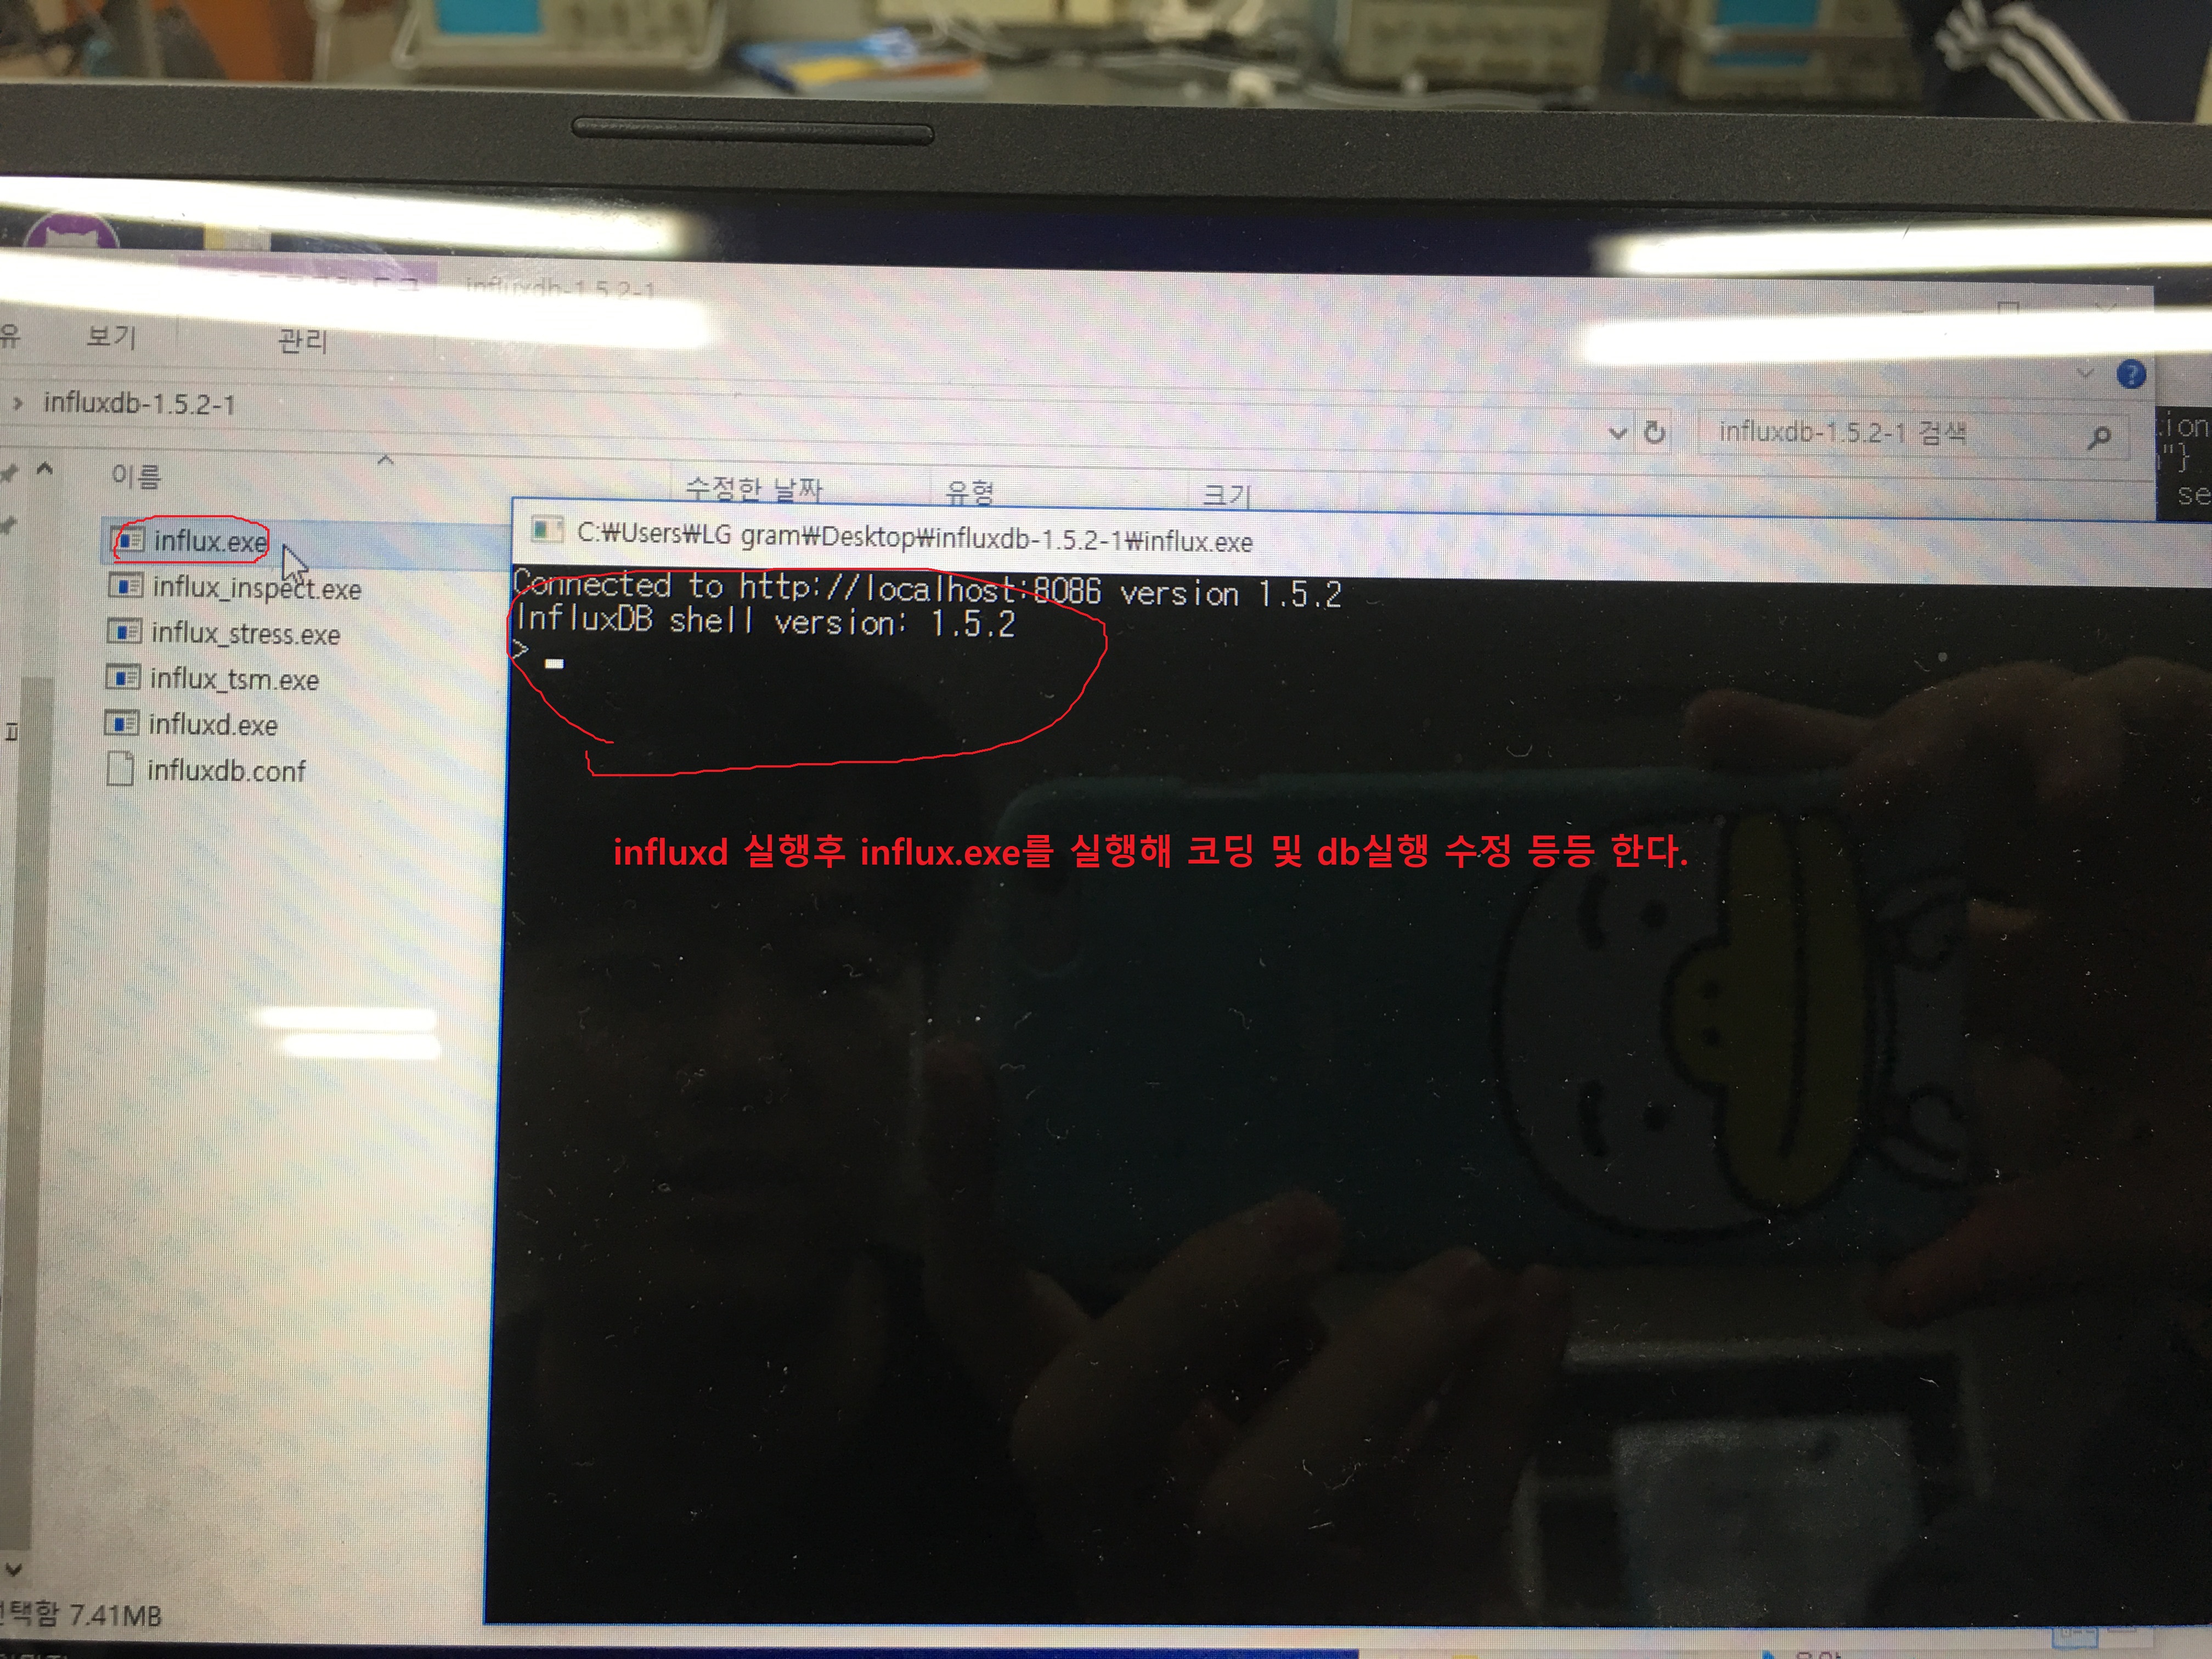 influxdb-1.5.2-1
보기
관리
influxdb-1.5.2-1
influxdb-1.5.2-1 검색
이름
수정한 날짜
유형
크기
influx.exe
influx_inspect.exe
influx_stress.exe
influx_tsm.exe
influxd.exe
influxdb.conf
C:₩Users₩LG gram₩Desktop₩influxdb-1.5.2-1₩influx.exe
Connected to http://localhost:8086 version 1.5.2
InfluxDB shell version: 1.5.2
>
influxd 실행후 influx.exe를 실행해 코딩 및 db실행 수정 등등 한다.
"}
se
7.41MB